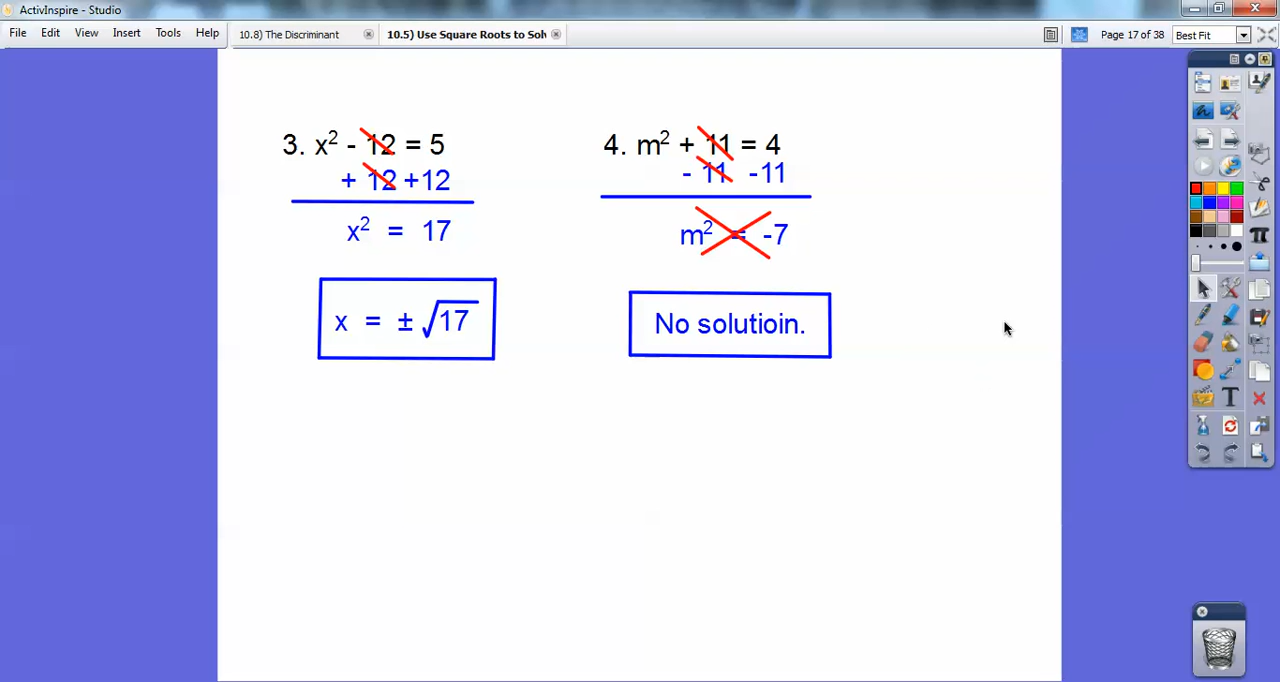 ActivInspire - Studio
File Edit View Insert Tools Help
10.8) The Discriminant
10.5) Use Square Roots to Sol
Page 17 of 38
Best Fit
3. x² - 12 = 5
+ 12 +12
x² = 17
x = ± √17
4. m² + 11 = 4
- 11 -11
m² = -7
No solutioin.